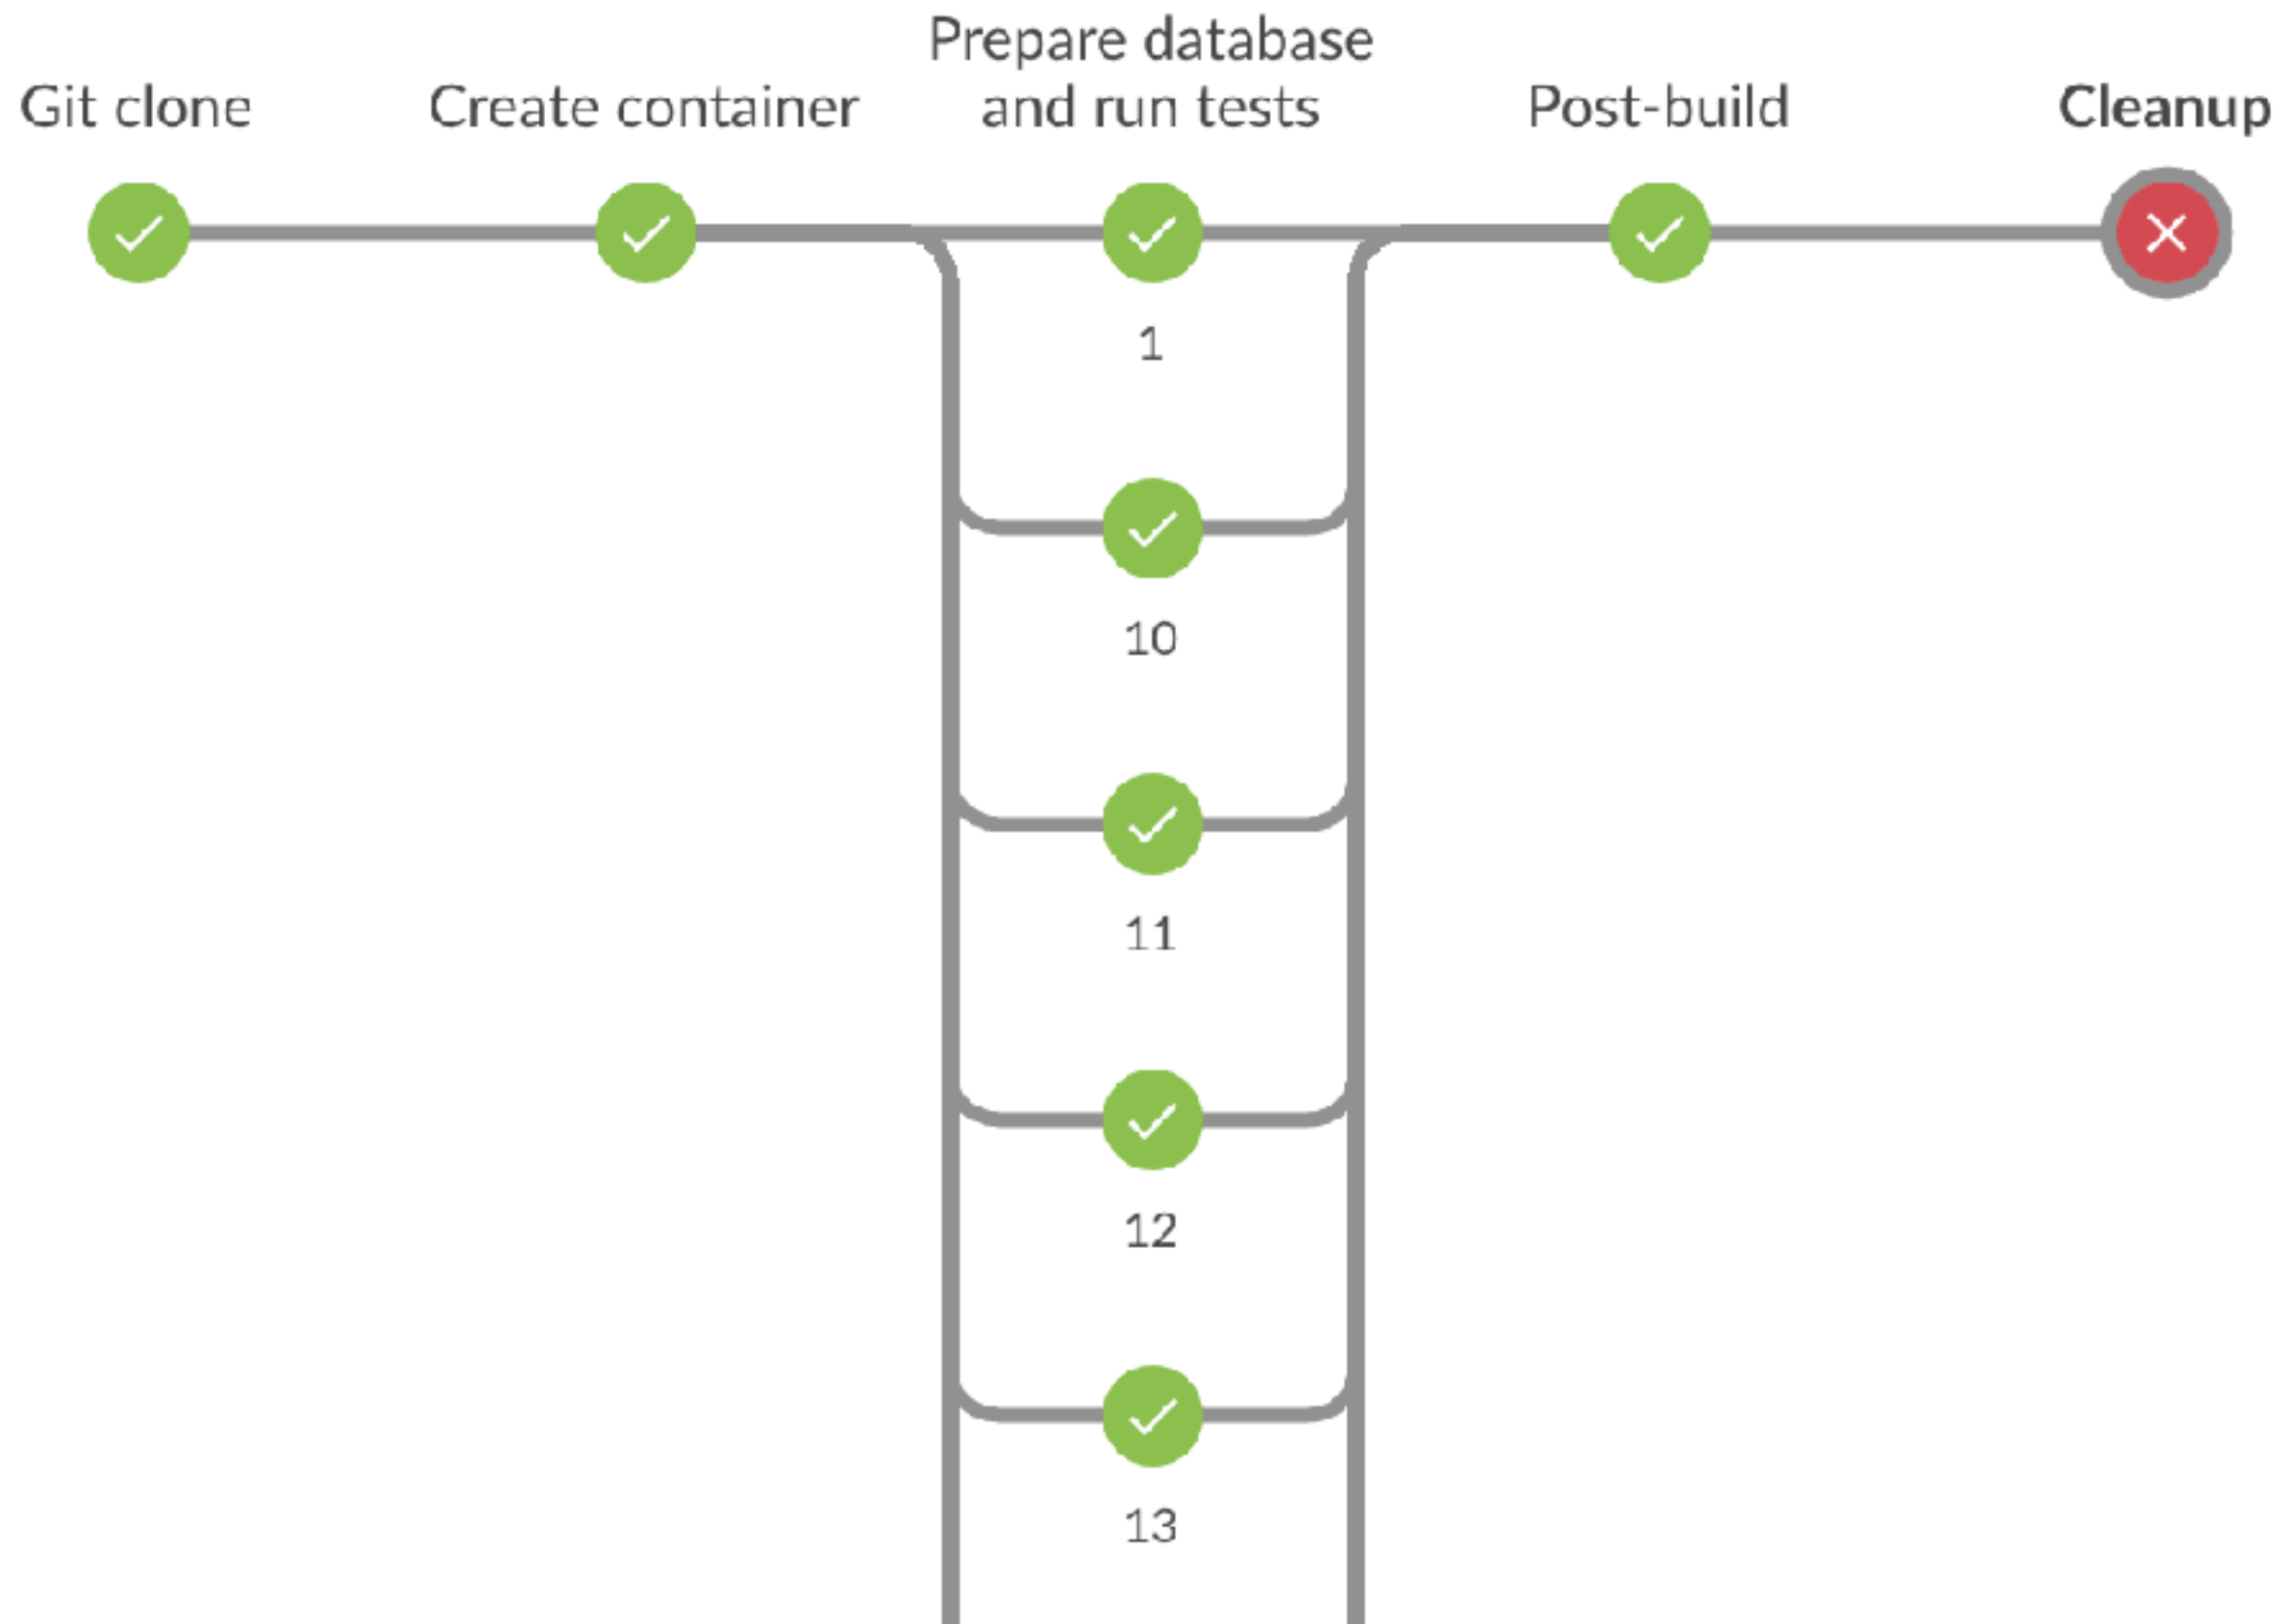 Git clone
Create container
Prepare database
and run tests
Post-build
Cleanup
1
10
11
12
13